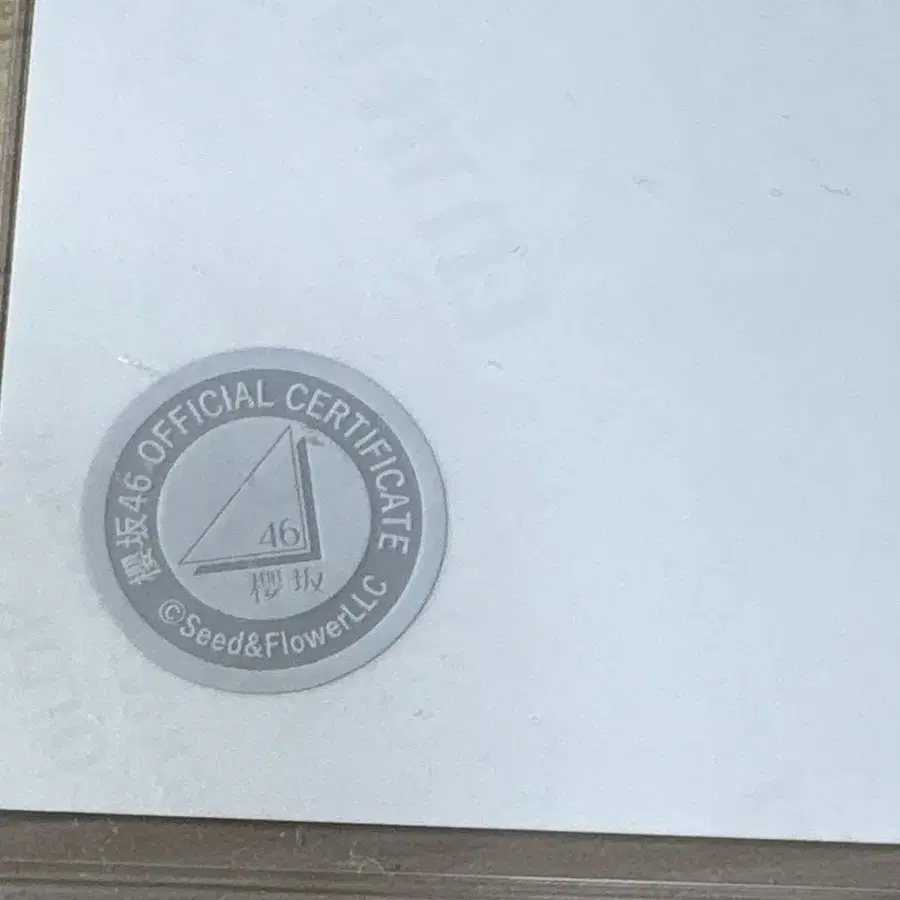 櫻坂46 OFFICIAL CERTIFICATE
46
櫻坂
©Seed&FlowerLLC